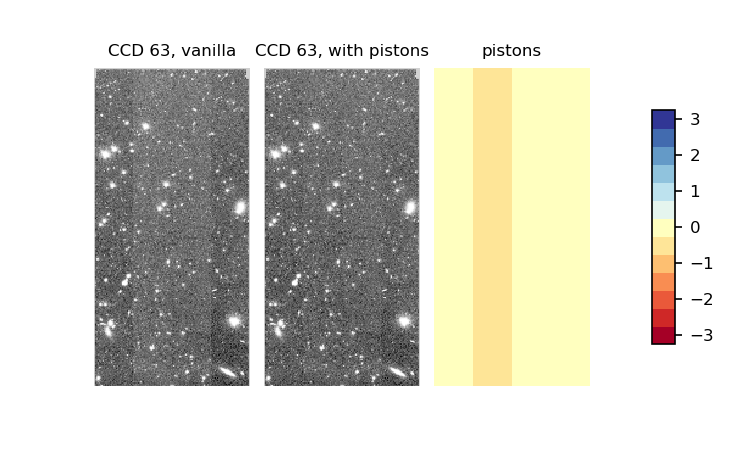 CCD 63, vanilla
CCD 63, with pistons
pistons
3
2
1
0
−1
−2
−3